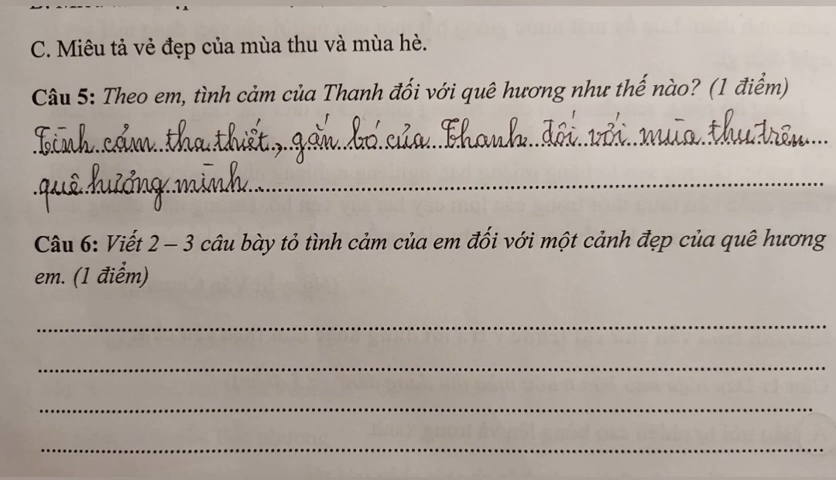 C. Miêu tả vẻ đẹp của mùa thu và mùa hè.
Câu 5: Theo em, tình cảm của Thanh đối với quê hương như thế nào? (1 điểm)
Tình cảm tha thiết, gắn bó của Thanh đối với mùa thu trên
quê hương mình
Câu 6: Viết 2 – 3 câu bày tỏ tình cảm của em đối với một cảnh đẹp của quê hương
em. (1 điểm)